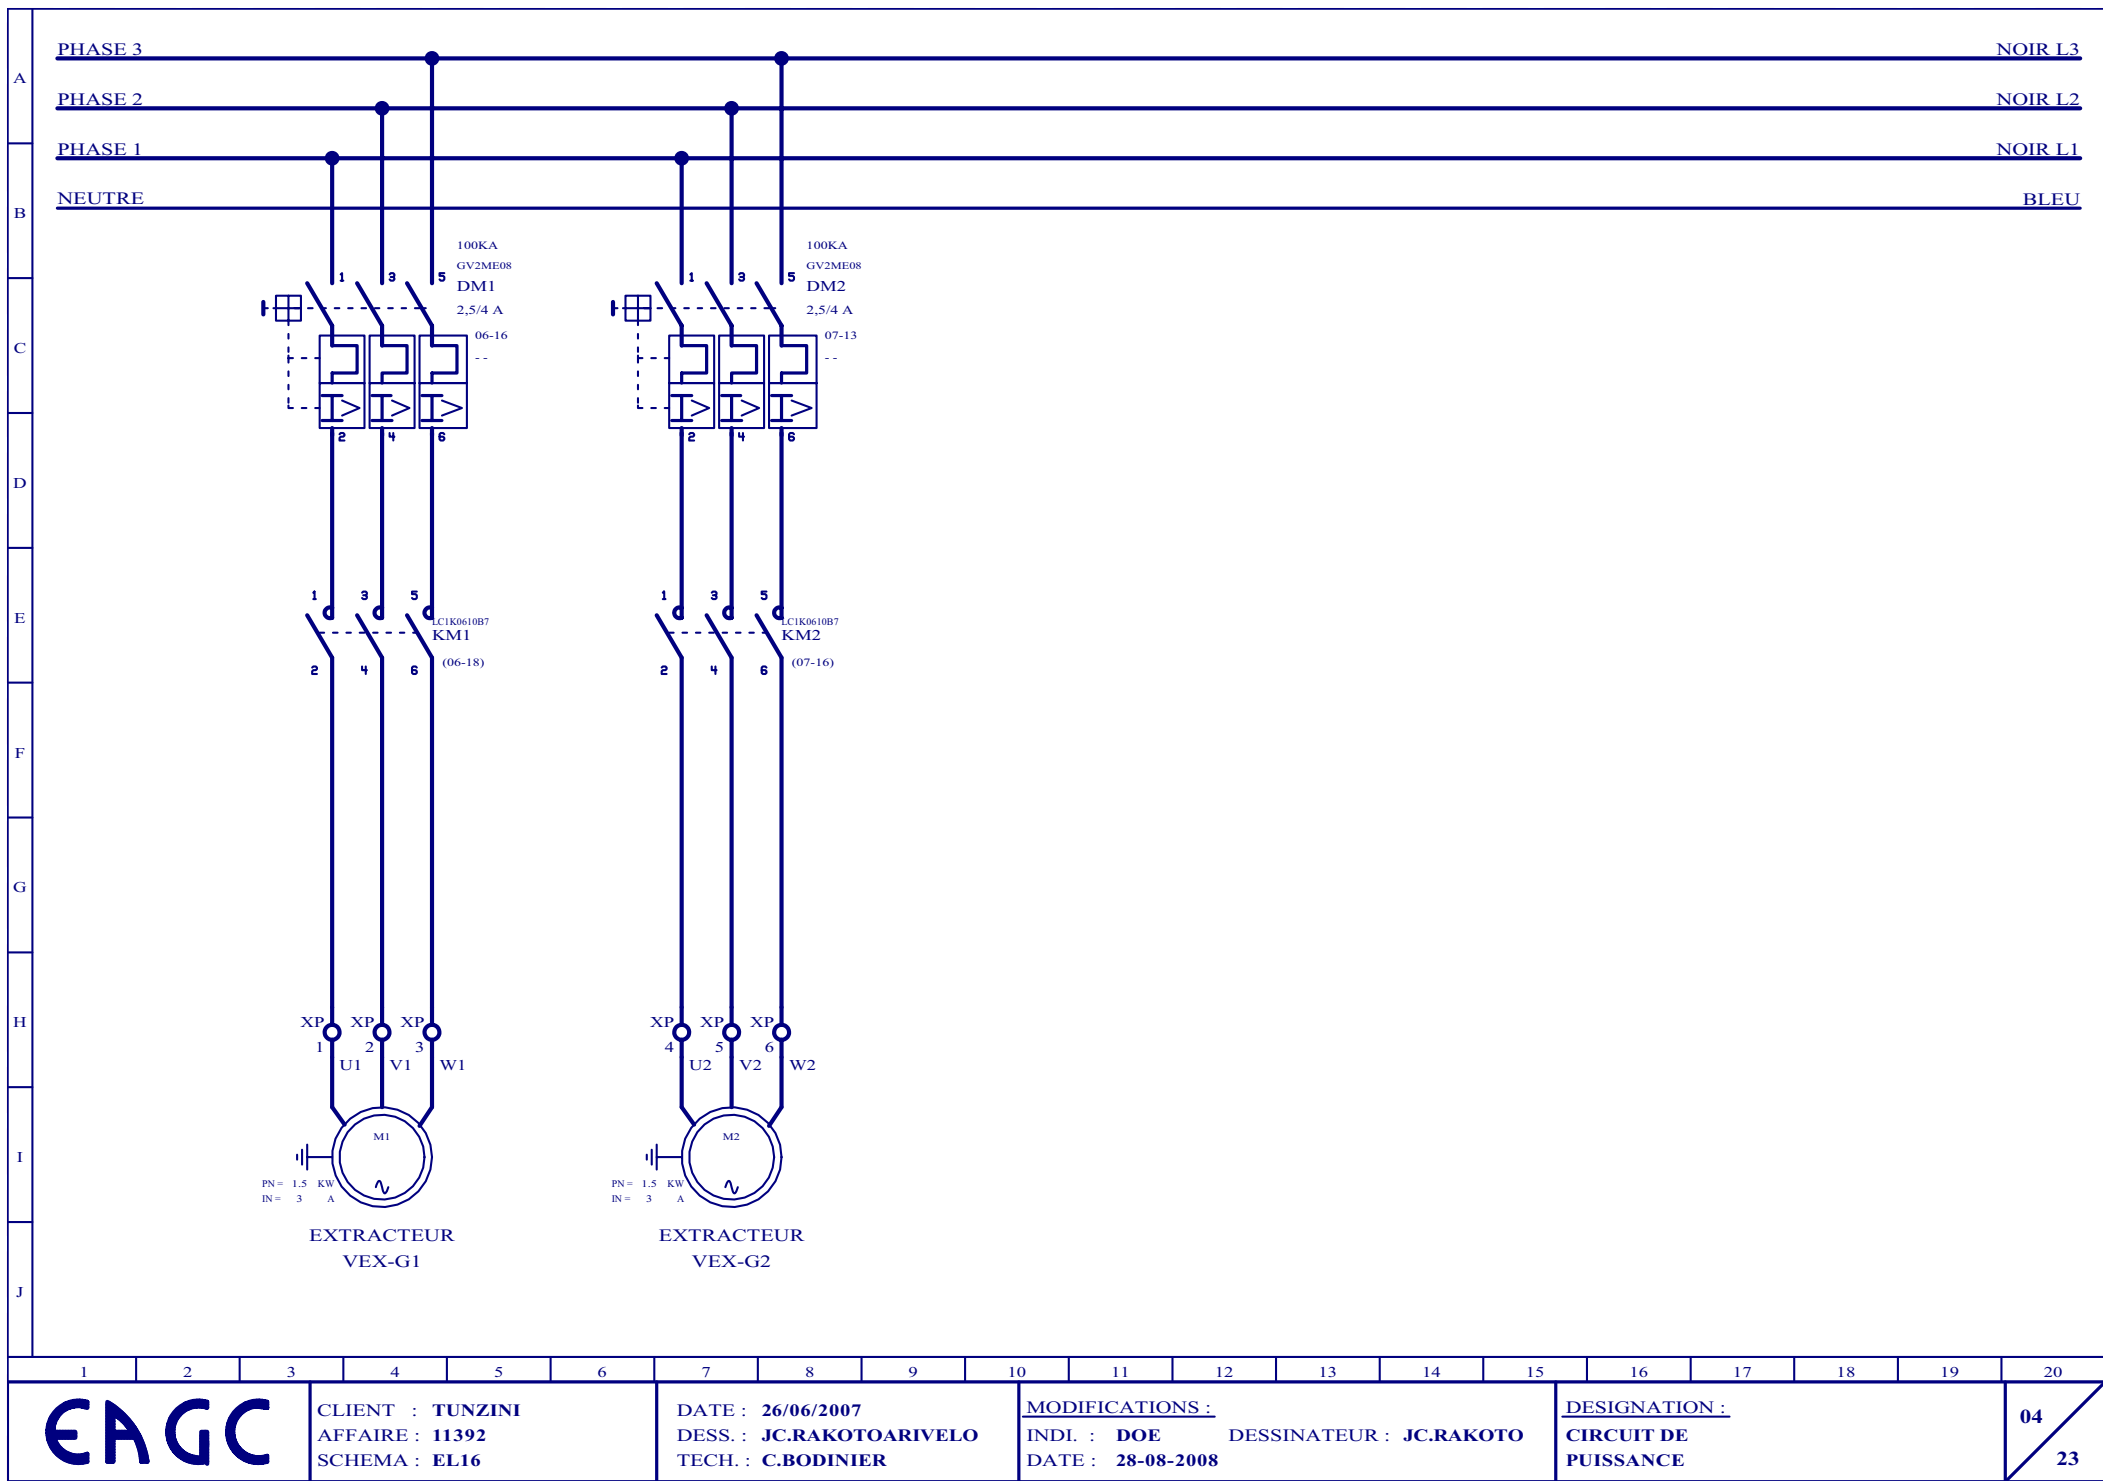 PHASE 3 NOIR L3
A
PHASE 2 NOIR L2
PHASE 1 NOIR L1
NEUTRE BLEU
B
100KA 100KA
GV2ME08 GV2ME08
1 3 5 1 3 5
DM1 DM2
2,5/4 A 2,5/4 A
06-16 07-13
C
- - - -
2 4 6 2 4 6
D
1 3 5 1 3 5
E
LC1K0610B7 LC1K0610B7
KM1 KM2
(06-18) (07-16)
2 4 6 2 4 6
F
G
H
XP XP XP XP XP XP
1 2 3 4 5 6
U1 V1 W1 U2 V2 W2
M1 M2
I
PN = 1.5 KW PN = 1.5 KW
IN = 3 A IN = 3 A
EXTRACTEUR EXTRACTEUR
VEX-G1 VEX-G2
J
1 2 3 4 5 6 7 8 9 10 11 12 13 14 15 16 17 18 19 20
EAGC
CLIENT : TUNZINI
AFFAIRE : 11392
SCHEMA : EL16
DATE : 26/06/2007
DESS. : JC.RAKOTOARIVELO
TECH. : C.BODINIER
MODIFICATIONS :
INDI. : DOE DESSINATEUR : JC.RAKOTO
DATE : 28-08-2008
DESIGNATION :
CIRCUIT DE
PUISSANCE
04
23